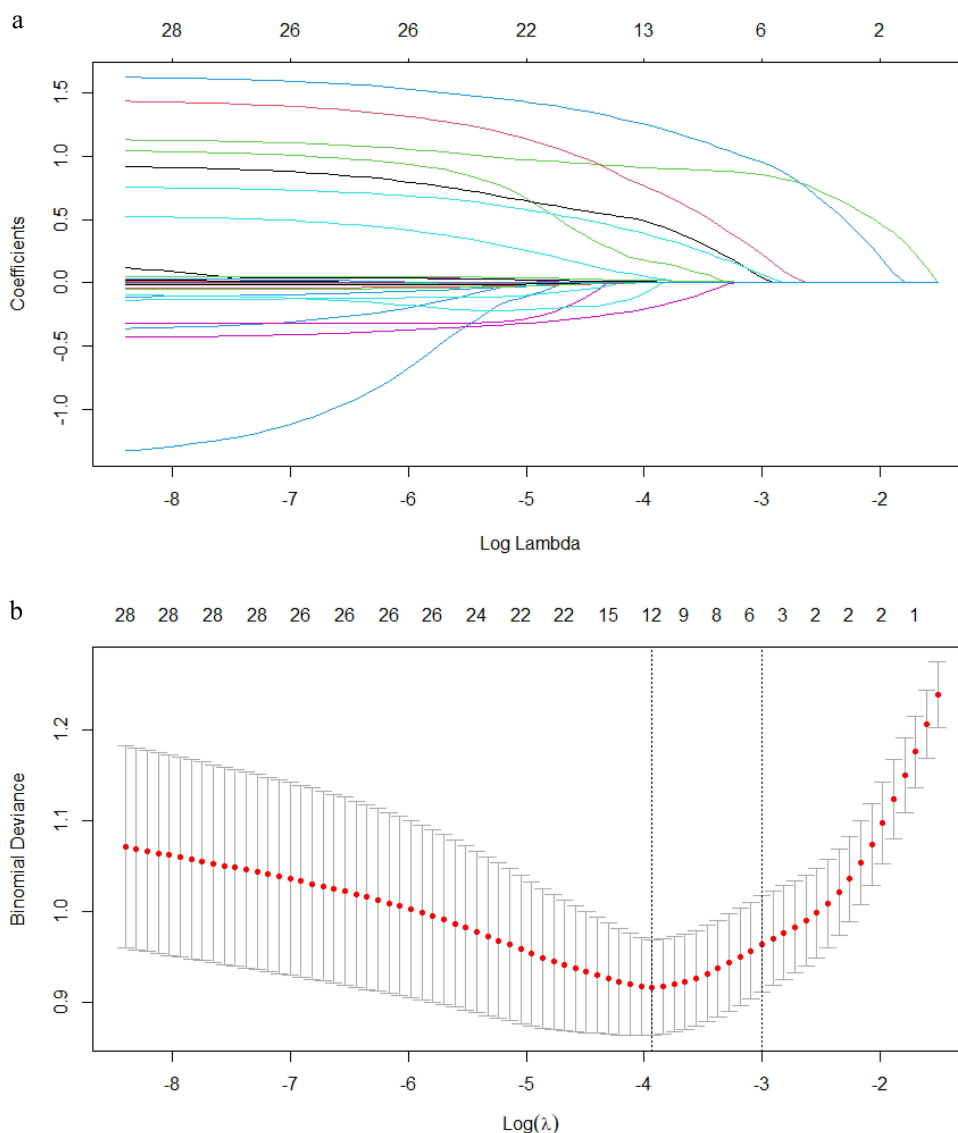 a
28 26 26 22 13 6 2
Coefficients
1.5
1.0
0.5
0.0
-0.5
-1.0
-8 -7 -6 -5 -4 -3 -2
Log Lambda
b
28 28 28 28 26 26 26 26 24 22 22 15 12 9 8 6 3 2 2 2 1
Binomial Deviance
1.2
1.1
1.0
0.9
-8 -7 -6 -5 -4 -3 -2
Log(λ)